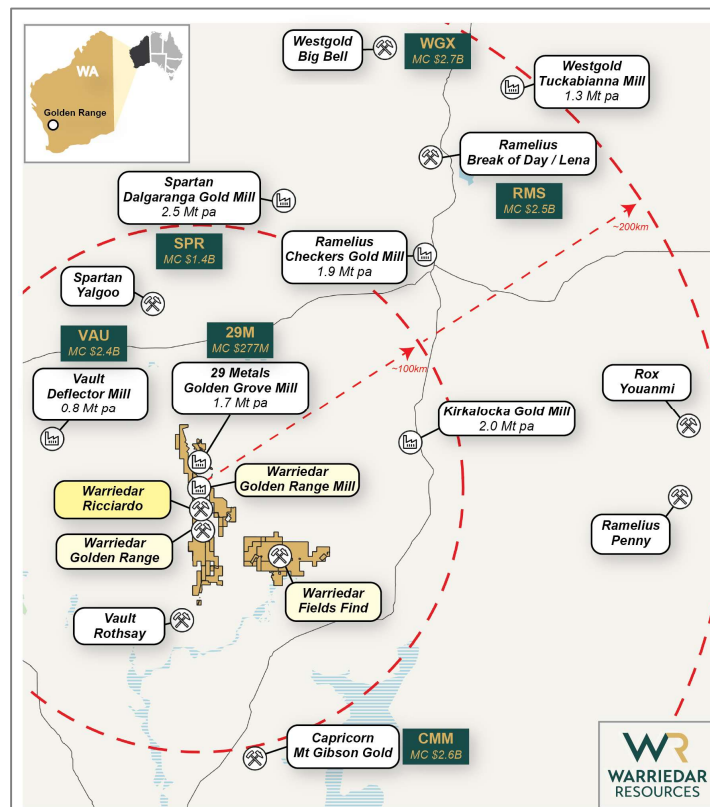 WA
Golden Range
Westgold
Big Bell
WGX
MC $2.7B
Westgold
Tuckabianna Mill
1.3 Mt pa
Ramelius
Break of Day / Lena
RMS
MC $2.5B
Spartan
Dalgaranga Gold Mill
2.5 Mt pa
SPR
MC $1.4B
Ramelius
Checkers Gold Mill
1.9 Mt pa
~200km
Spartan
Yalgoo
VAU
MC $2.4B
29M
MC $277M
Vault
Deflector Mill
0.8 Mt pa
29 Metals
Golden Grove Mill
1.7 Mt pa
~100km
Rox
Youanmi
Kirkalocka Gold Mill
2.0 Mt pa
Warriedar
Golden Range Mill
Warriedar
Ricciardo
Ramelius
Penny
Warriedar
Golden Range
Warriedar
Fields Find
Vault
Rothsay
Capricorn
Mt Gibson Gold
CMM
MC $2.6B
WR
WARRIEDAR
RESOURCES